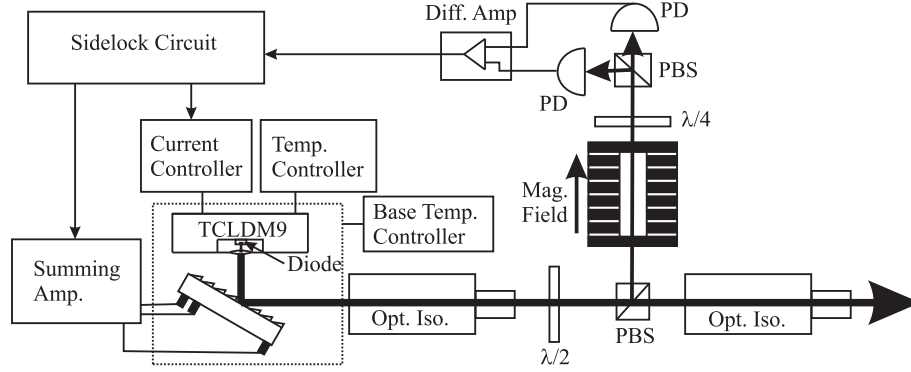 Diff. Amp
PD
Sidelock Circuit
PBS
PD
λ/4
Current
Controller
Temp.
Controller
Mag.
Field
Base Temp.
Controller
TCLDM9
Diode
Summing
Amp.
Opt. Iso.
PBS
Opt. Iso.
λ/2